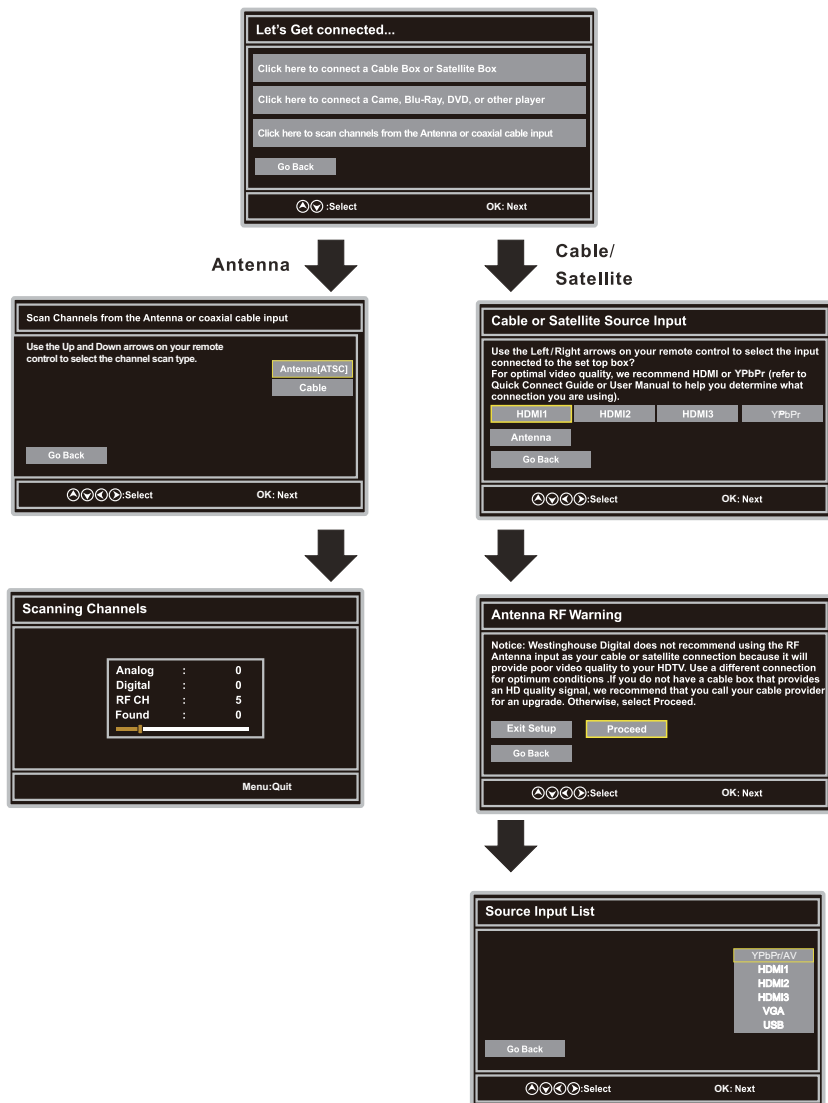 Let's Get connected...
Click here to connect a Cable Box or Satellite Box
Click here to connect a Came, Blu-Ray, DVD, or other player
Click here to scan channels from the Antenna or coaxial cable input
Go Back
:Select OK: Next
Antenna
Cable/
Satellite
Scan Channels from the Antenna or coaxial cable input
Use the Up and Down arrows on your remote
control to select the channel scan type.
Antenna[ATSC]
Cable
Go Back
:Select OK: Next
Cable or Satellite Source Input
Use the Left/Right arrows on your remote control to select the input
connected to the set top box?
For optimal video quality, we recommend HDMI or YPbPr (refer to
Quick Connect Guide or User Manual to help you determine what
connection you are using).
HDMI1 HDMI2 HDMI3 YPbPr
Antenna
Go Back
:Select OK: Next
Scanning Channels
Analog : 0
Digital : 0
RF CH : 5
Found : 0
Menu:Quit
Antenna RF Warning
Notice: Westinghouse Digital does not recommend using the RF
Antenna input as your cable or satellite connection because it will
provide poor video quality to your HDTV. Use a different connection
for optimum conditions .If you do not have a cable box that provides
an HD quality signal, we recommend that you call your cable provider
for an upgrade. Otherwise, select Proceed.
Exit Setup Proceed
Go Back
:Select OK: Next
Source Input List
YPbPr/AV
HDMI1
HDMI2
HDMI3
VGA
USB
Go Back
:Select OK: Next